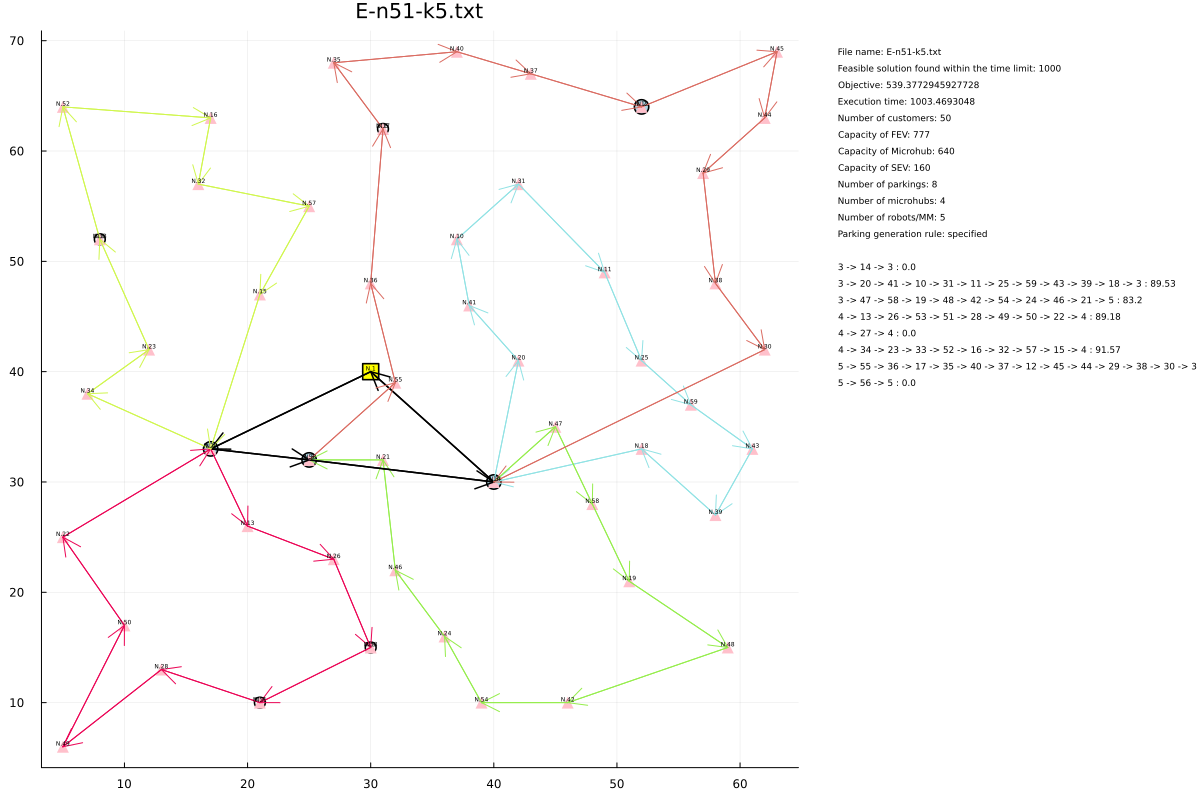 E-n51-k5.txt
70
60
50
40
30
20
10
10
20
30
40
50
60
N.35
N.40
N.37
N.45
N.44
N.52
N.16
N.32
N.57
N.31
N.10
N.11
N.36
N.38
N.15
N.41
N.23
N.20
N.25
N.30
N.1
N.55
N.34
N.59
N.47
N.18
N.43
N.21
N.58
N.39
N.13
N.26
N.46
N.19
N.50
N.24
N.48
N.28
N.54
N.42
File name: E-n51-k5.txt
Feasible solution found within the time limit: 1000
Objective: 539.3772945927728
Execution time: 1003.4693048
Number of customers: 50
Capacity of FEV: 777
Capacity of Microhub: 640
Capacity of SEV: 160
Number of parkings: 8
Number of microhubs: 4
Number of robots/MM: 5
Parking generation rule: specified
3 -> 14 -> 3 : 0.0
3 -> 20 -> 41 -> 10 -> 31 -> 11 -> 25 -> 59 -> 43 -> 39 -> 18 -> 3 : 89.53
3 -> 47 -> 58 -> 19 -> 48 -> 42 -> 54 -> 24 -> 46 -> 21 -> 5 : 83.2
4 -> 13 -> 26 -> 53 -> 51 -> 28 -> 49 -> 50 -> 22 -> 4 : 89.18
4 -> 27 -> 4 : 0.0
4 -> 34 -> 23 -> 33 -> 52 -> 16 -> 32 -> 57 -> 15 -> 4 : 91.57
5 -> 55 -> 36 -> 17 -> 35 -> 40 -> 37 -> 12 -> 45 -> 44 -> 29 -> 38 -> 30 -> 3
5 -> 56 -> 5 : 0.0